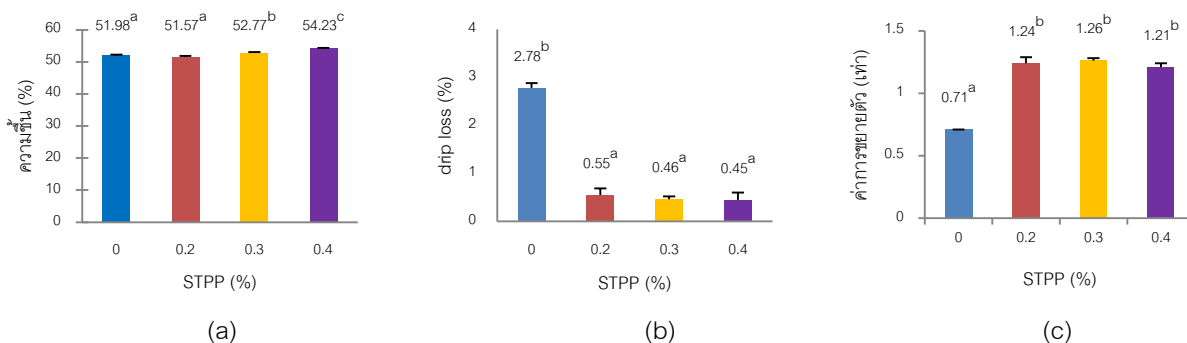 ความชื้น (%)
60
50
40
30
20
10
0
51.98a
51.57a
52.77b
54.23c
0 0.2 0.3 0.4
STPP (%)
(a)
drip loss (%)
4
3
2
1
0
2.78b
0.55a
0.46a
0.45a
0 0.2 0.3 0.4
STPP (%)
(b)
ค่าการขยายตัว (เท่า)
1.5
1
0.5
0
0.71a
1.24b
1.26b
1.21b
0 0.2 0.3 0.4
STPP (%)
(c)